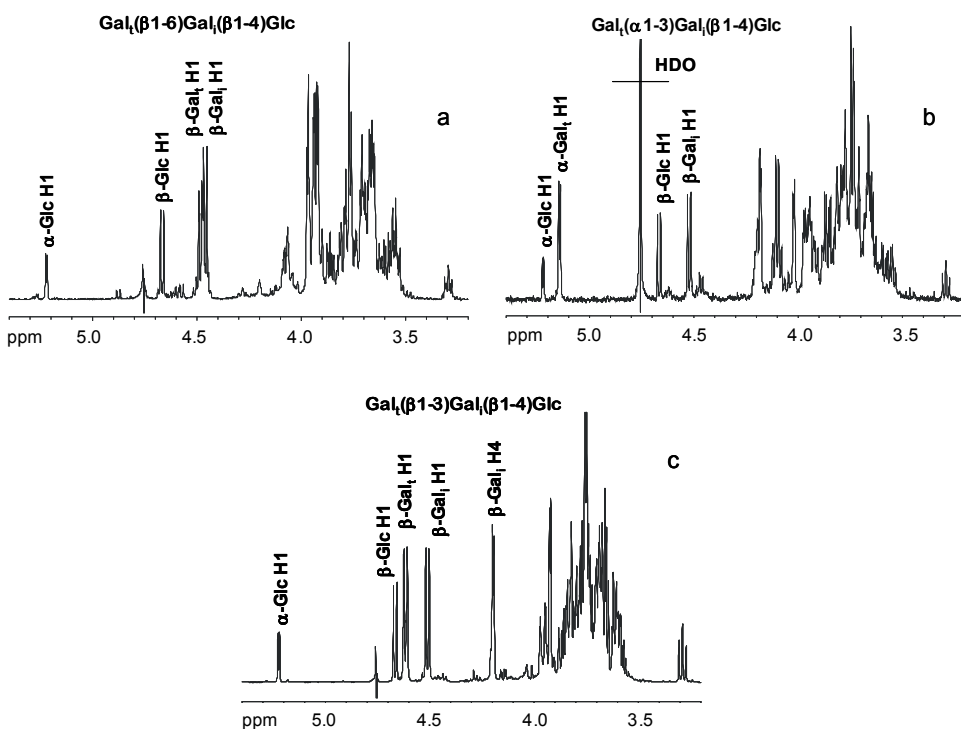 Galₜ(β1-6)Galᵢ(β1-4)Glc
a
α-Glc H1
β-Glc H1
β-Galₜ H1
β-Galᵢ H1
ppm 5.0 4.5 4.0 3.5
Galₜ(α1-3)Galᵢ(β1-4)Glc
b
HDO
α-Glc H1
α-Galₜ H1
β-Glc H1
β-Galᵢ H1
ppm 5.0 4.5 4.0 3.5
Galₜ(β1-3)Galᵢ(β1-4)Glc
c
α-Glc H1
β-Glc H1
β-Galₜ H1
β-Galᵢ H1
β-Galᵢ H4
ppm 5.0 4.5 4.0 3.5